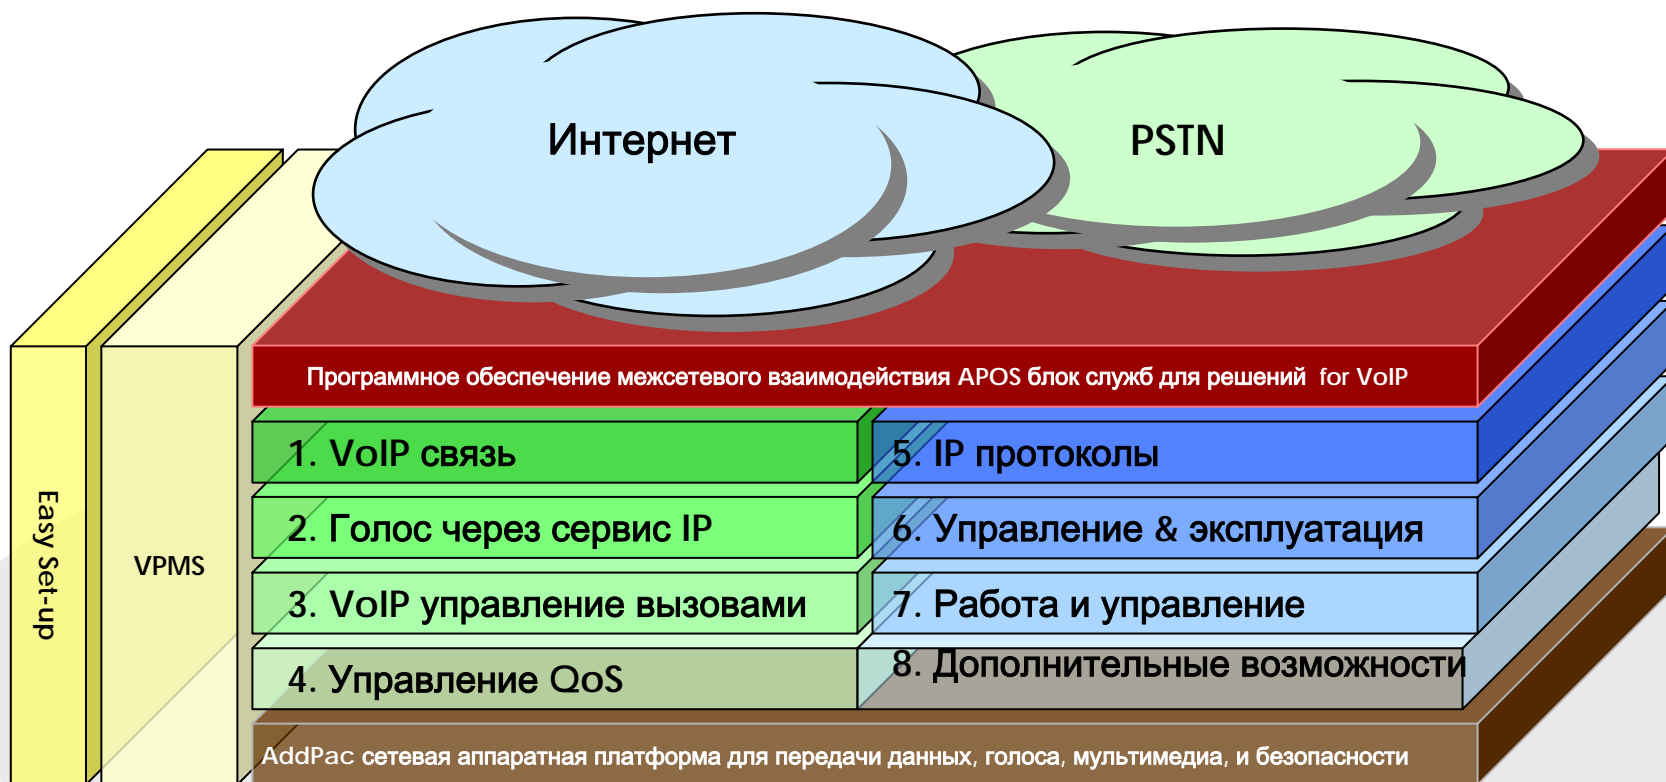 Интернет
PSTN
Программное обеспечение межсетевого взаимодействия APOS блок служб для решений for VoIP
1. VoIP связь
2. Голос через сервис IP
3. VoIP управление вызовами
4. Управление QoS
5. IP протоколы
6. Управление & эксплуатация
7. Работа и управление
8. Дополнительные возможности
Easy Set-up
VPMS
AddPac сетевая аппаратная платформа для передачи данных, голоса, мультимедиа, и безопасности